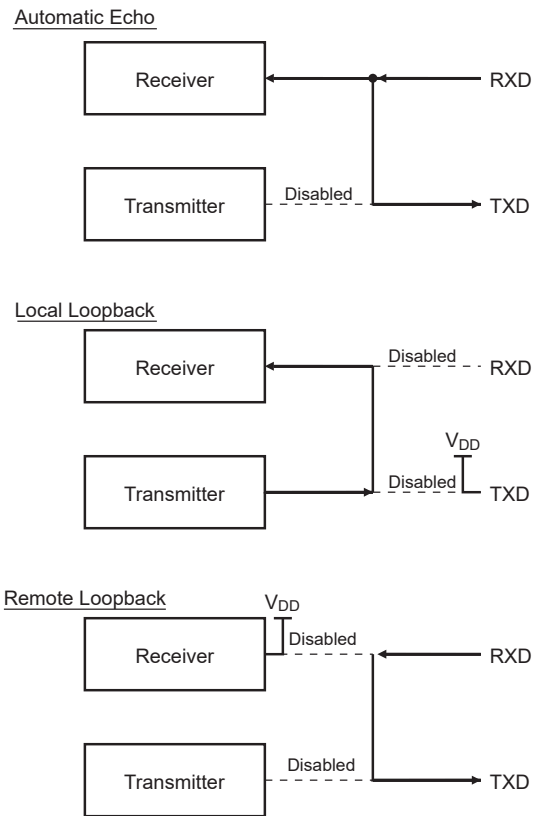 Automatic Echo
Receiver
RXD
Transmitter
Disabled
TXD
Local Loopback
Receiver
Disabled
RXD
VDD
Transmitter
Disabled
TXD
Remote Loopback
VDD
Receiver
Disabled
RXD
Transmitter
Disabled
TXD